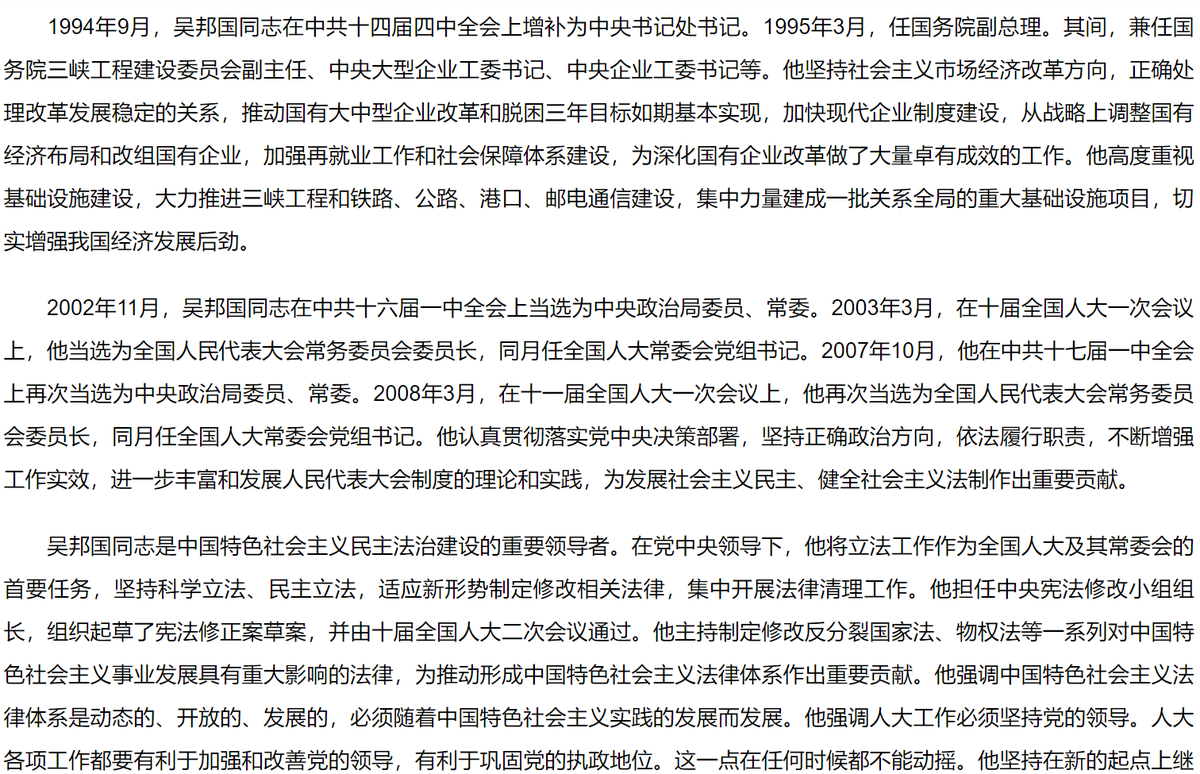 1994年9月，吴邦国同志在中共十四届四中全会上增补为中央书记处书记。1995年3月，任国务院副总理。其间，兼任国
务院三峡工程建设委员会副主任、中央大型企业工委书记、中央企业工委书记等。他坚持社会主义市场经济改革方向，正确处
理改革发展稳定的关系，推动国有大中型企业改革和脱困三年目标如期基本实现，加快现代企业制度建设，从战略上调整国有
经济布局和改组国有企业，加强再就业工作和社会保障体系建设，为深化国有企业改革做了大量卓有成效的工作。他高度重视
基础设施建设，大力推进三峡工程和铁路、公路、港口、邮电通信建设，集中力量建成一批关系全局的重大基础设施项目，切
实增强我国经济发展后劲。
2002年11月，吴邦国同志在中共十六届一中全会上当选为中央政治局委员、常委。2003年3月，在十届全国人大一次会议
上，他当选为全国人民代表大会常务委员会委员长，同月任全国人大常委会党组书记。2007年10月，他在中共十七届一中全会
上再次当选为中央政治局委员、常委。2008年3月，在十一届全国人大一次会议上，他再次当选为全国人民代表大会常务委员
会委员长，同月任全国人大常委会党组书记。他认真贯彻落实党中央决策部署，坚持正确政治方向，依法履行职责，不断增强
工作实效，进一步丰富和发展人民代表大会制度的理论和实践，为发展社会主义民主、健全社会主义法制作出重要贡献。
吴邦国同志是中国特色社会主义民主法治建设的重要领导者。在党中央领导下，他将立法工作作为全国人大及其常委会的
首要任务，坚持科学立法、民主立法，适应新形势制定修改相关法律，集中开展法律清理工作。他担任中央宪法修改小组组
长，组织起草了宪法修正案草案，并由十届全国人大二次会议通过。他主持制定修改反分裂国家法、物权法等一系列对中国特
色社会主义事业发展具有重大影响的法律，为推动形成中国特色社会主义法律体系作出重要贡献。他强调中国特色社会主义法
律体系是动态的、开放的、发展的，必须随着中国特色社会主义实践的发展而发展。他强调人大工作必须坚持党的领导。人大
各项工作都要有利于加强和改善党的领导，有利于巩固党的执政地位。这一点在任何时候都不能动摇。他坚持在新的起点上继